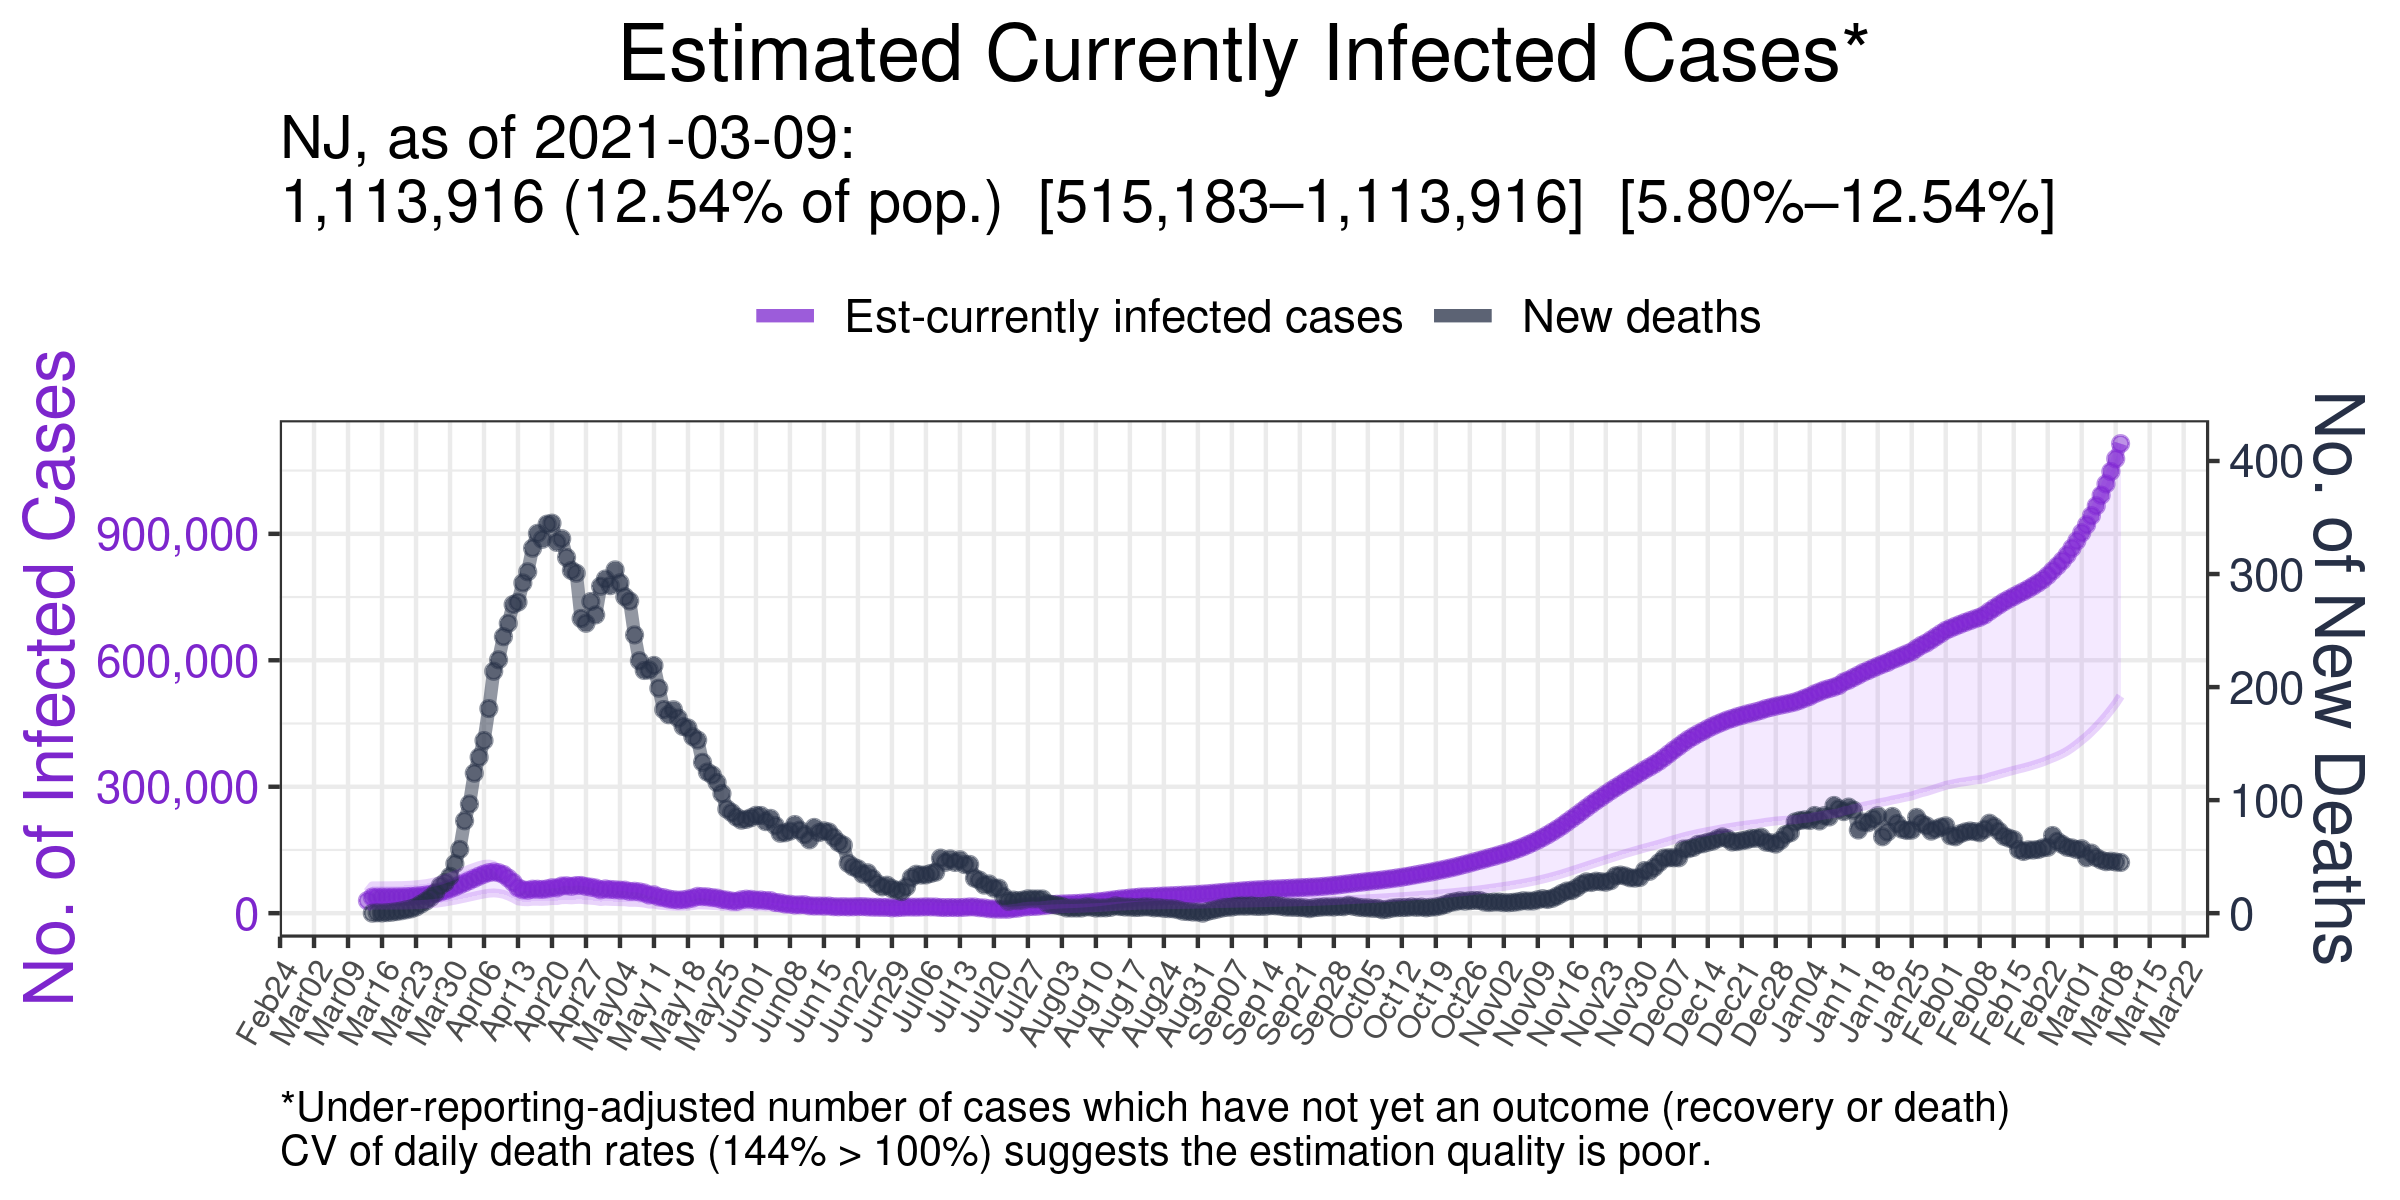 Estimated Currently Infected Cases*
NJ, as of 2021-03-09:
1,113,916 (12.54% of pop.) [515,183–1,113,916] [5.80%–12.54%]
Est-currently infected cases
New deaths
No. of Infected Cases
900,000
600,000
300,000
0
400
300
200
100
0
No. of New Deaths
Feb24
Mar02
Mar09
Mar16
Mar23
Mar30
Apr06
Apr13
Apr20
Apr27
May04
May11
May18
May25
Jun01
Jun08
Jun15
Jun22
Jun29
Jul06
Jul13
Jul20
Jul27
Aug03
Aug10
Aug17
Aug24
Aug31
Sep07
Sep14
Sep21
Sep28
Oct05
Oct12
Oct19
Oct26
Nov02
Nov09
Nov16
Nov23
Nov30
Dec07
Dec14
Dec21
Dec28
Jan04
Jan11
Jan18
Jan25
Feb01
Feb08
Feb15
Feb22
Mar01
Mar08
Mar15
Mar22
*Under-reporting-adjusted number of cases which have not yet an outcome (recovery or death)
CV of daily death rates (144% > 100%) suggests the estimation quality is poor.